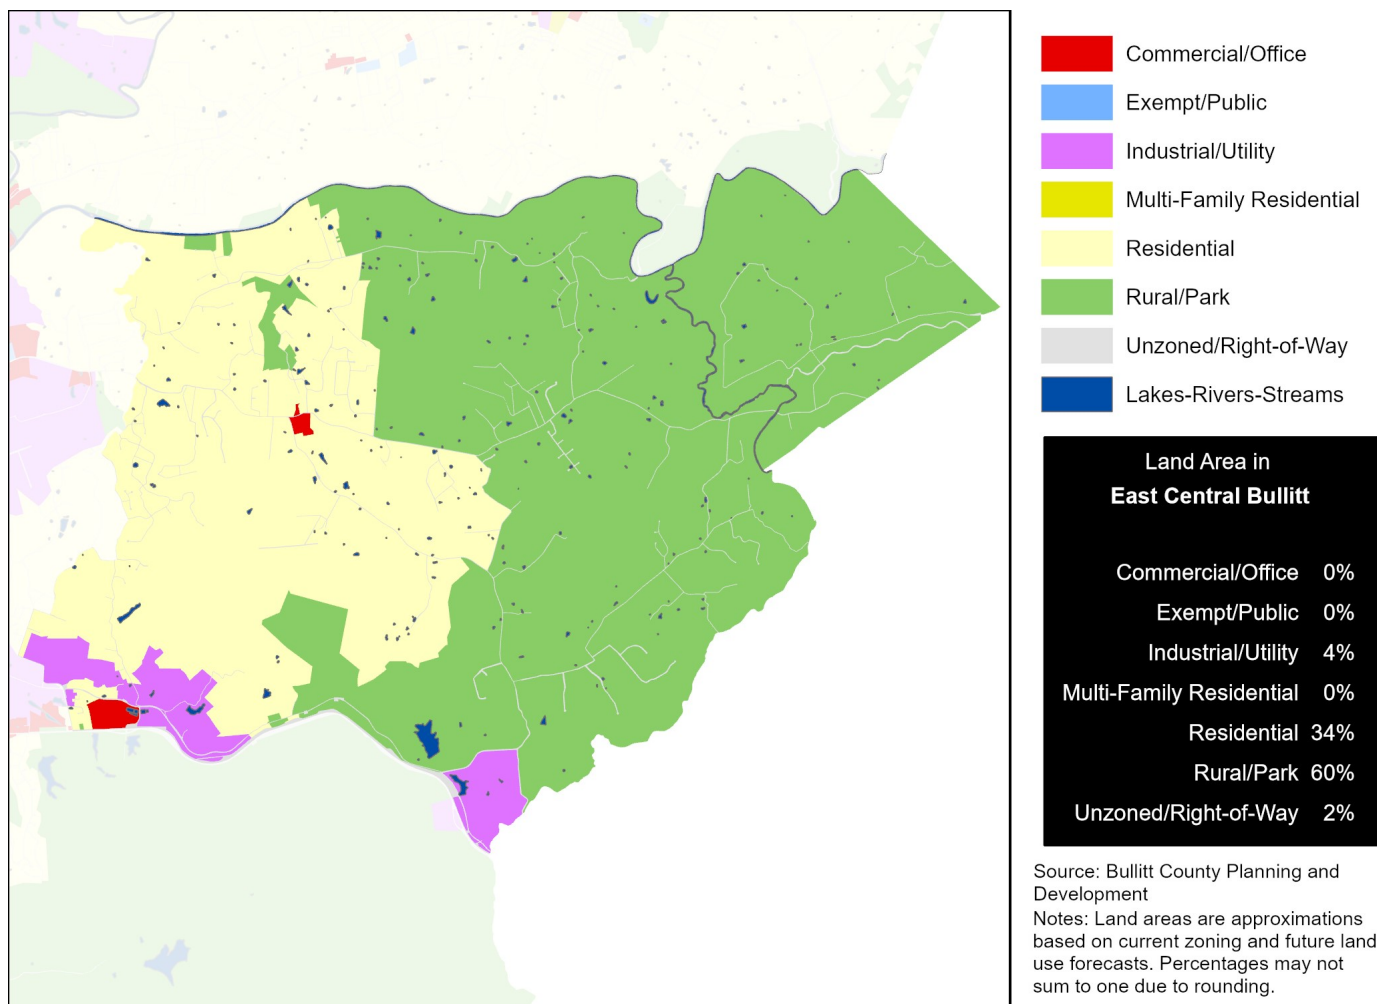 Commercial/Office
Exempt/Public
Industrial/Utility
Multi-Family Residential
Residential
Rural/Park
Unzoned/Right-of-Way
Lakes-Rivers-Streams
Land Area in
East Central Bullitt
Commercial/Office 0%
Exempt/Public 0%
Industrial/Utility 4%
Multi-Family Residential 0%
Residential 34%
Rural/Park 60%
Unzoned/Right-of-Way 2%
Source: Bullitt County Planning and
Development
Notes: Land areas are approximations
based on current zoning and future land
use forecasts. Percentages may not
sum to one due to rounding.